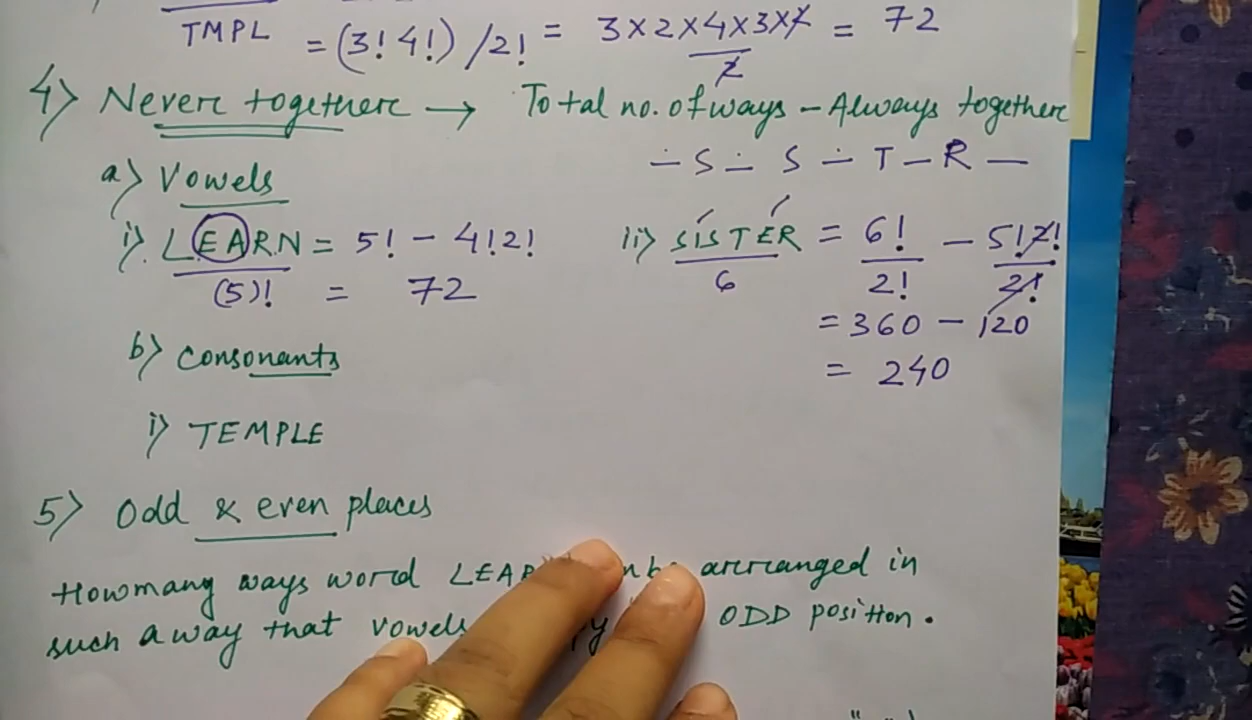 TMPL = (3! 4!) / 2! = 3 x 2 x 4 x 3 x 2 / 2 = 72
4) Never together → Total no. of ways – Always together
a) Vowels
– S – S – T – R –
i) LEARN = 5! – 4! 2!
(5)! = 72
ii) SISTER = 6!/2! – 5! 2!/2!
6
= 360 – 120
= 240
b) Consonants
i) TEMPLE
5) Odd & even places
How many ways word arranged in
such a way that vowels ODD position.